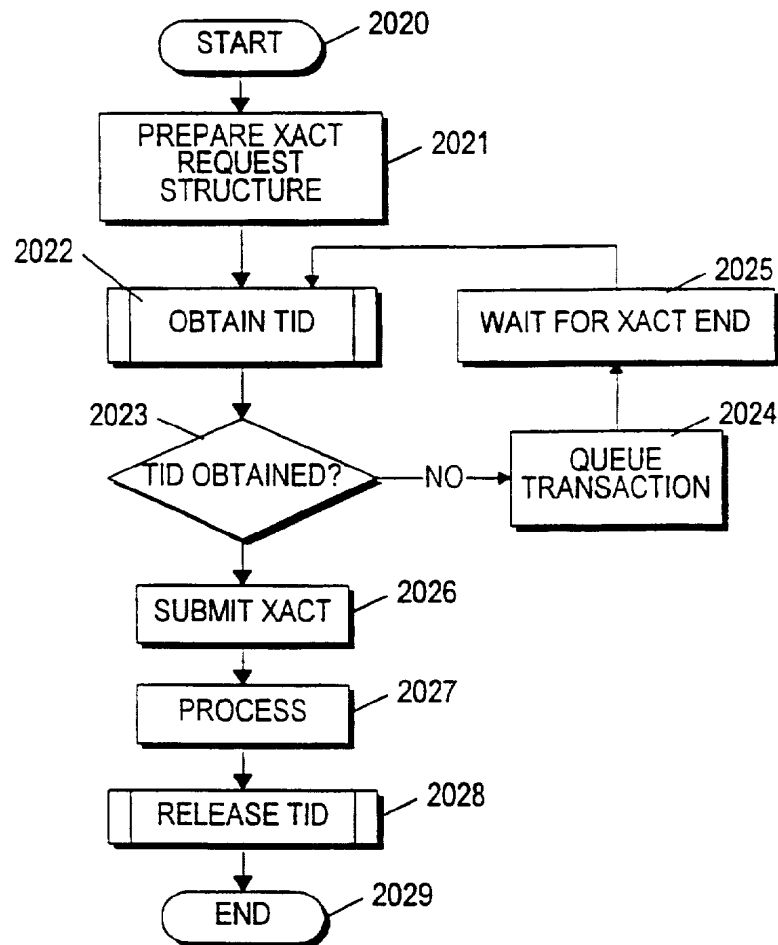 START
2020
PREPARE XACT
REQUEST
STRUCTURE
2021
2022
OBTAIN TID
2025
WAIT FOR XACT END
2023
TID OBTAINED?
NO
2024
QUEUE
TRANSACTION
SUBMIT XACT
2026
PROCESS
2027
RELEASE TID
2028
END
2029